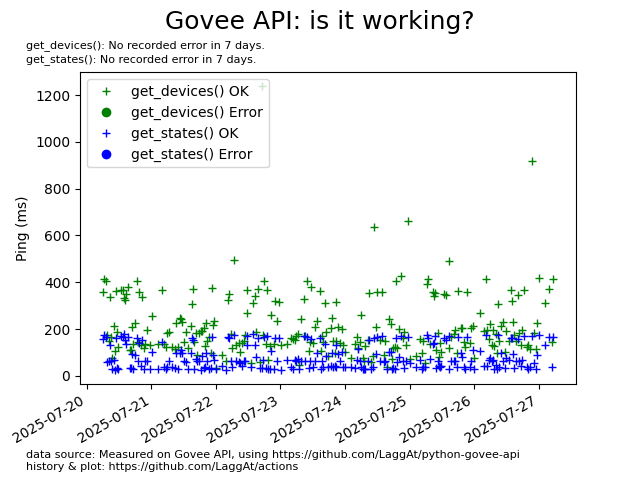 Govee API: is it working?
get_devices(): No recorded error in 7 days.
get_states(): No recorded error in 7 days.
get_devices() OK
get_devices() Error
get_states() OK
get_states() Error
1200
1000
800
600
400
200
0
Ping (ms)
2025-07-20
2025-07-21
2025-07-22
2025-07-23
2025-07-24
2025-07-25
2025-07-26
2025-07-27
data source: Measured on Govee API, using https://github.com/LaggAt/python-govee-api
history & plot: https://github.com/LaggAt/actions